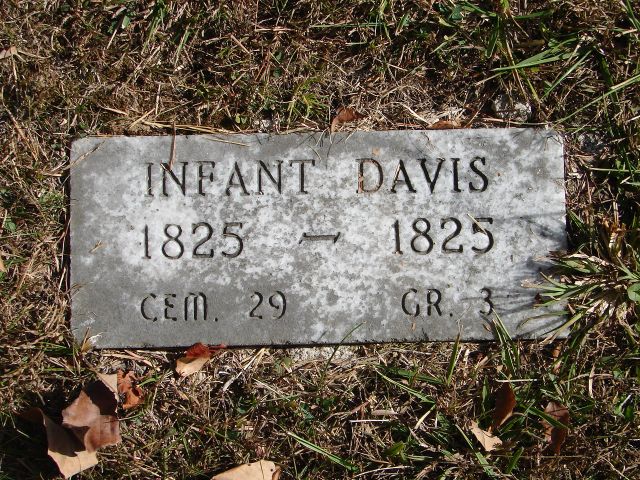 INFANT DAVIS
1825 — 1825
CEM. 29 GR. 3